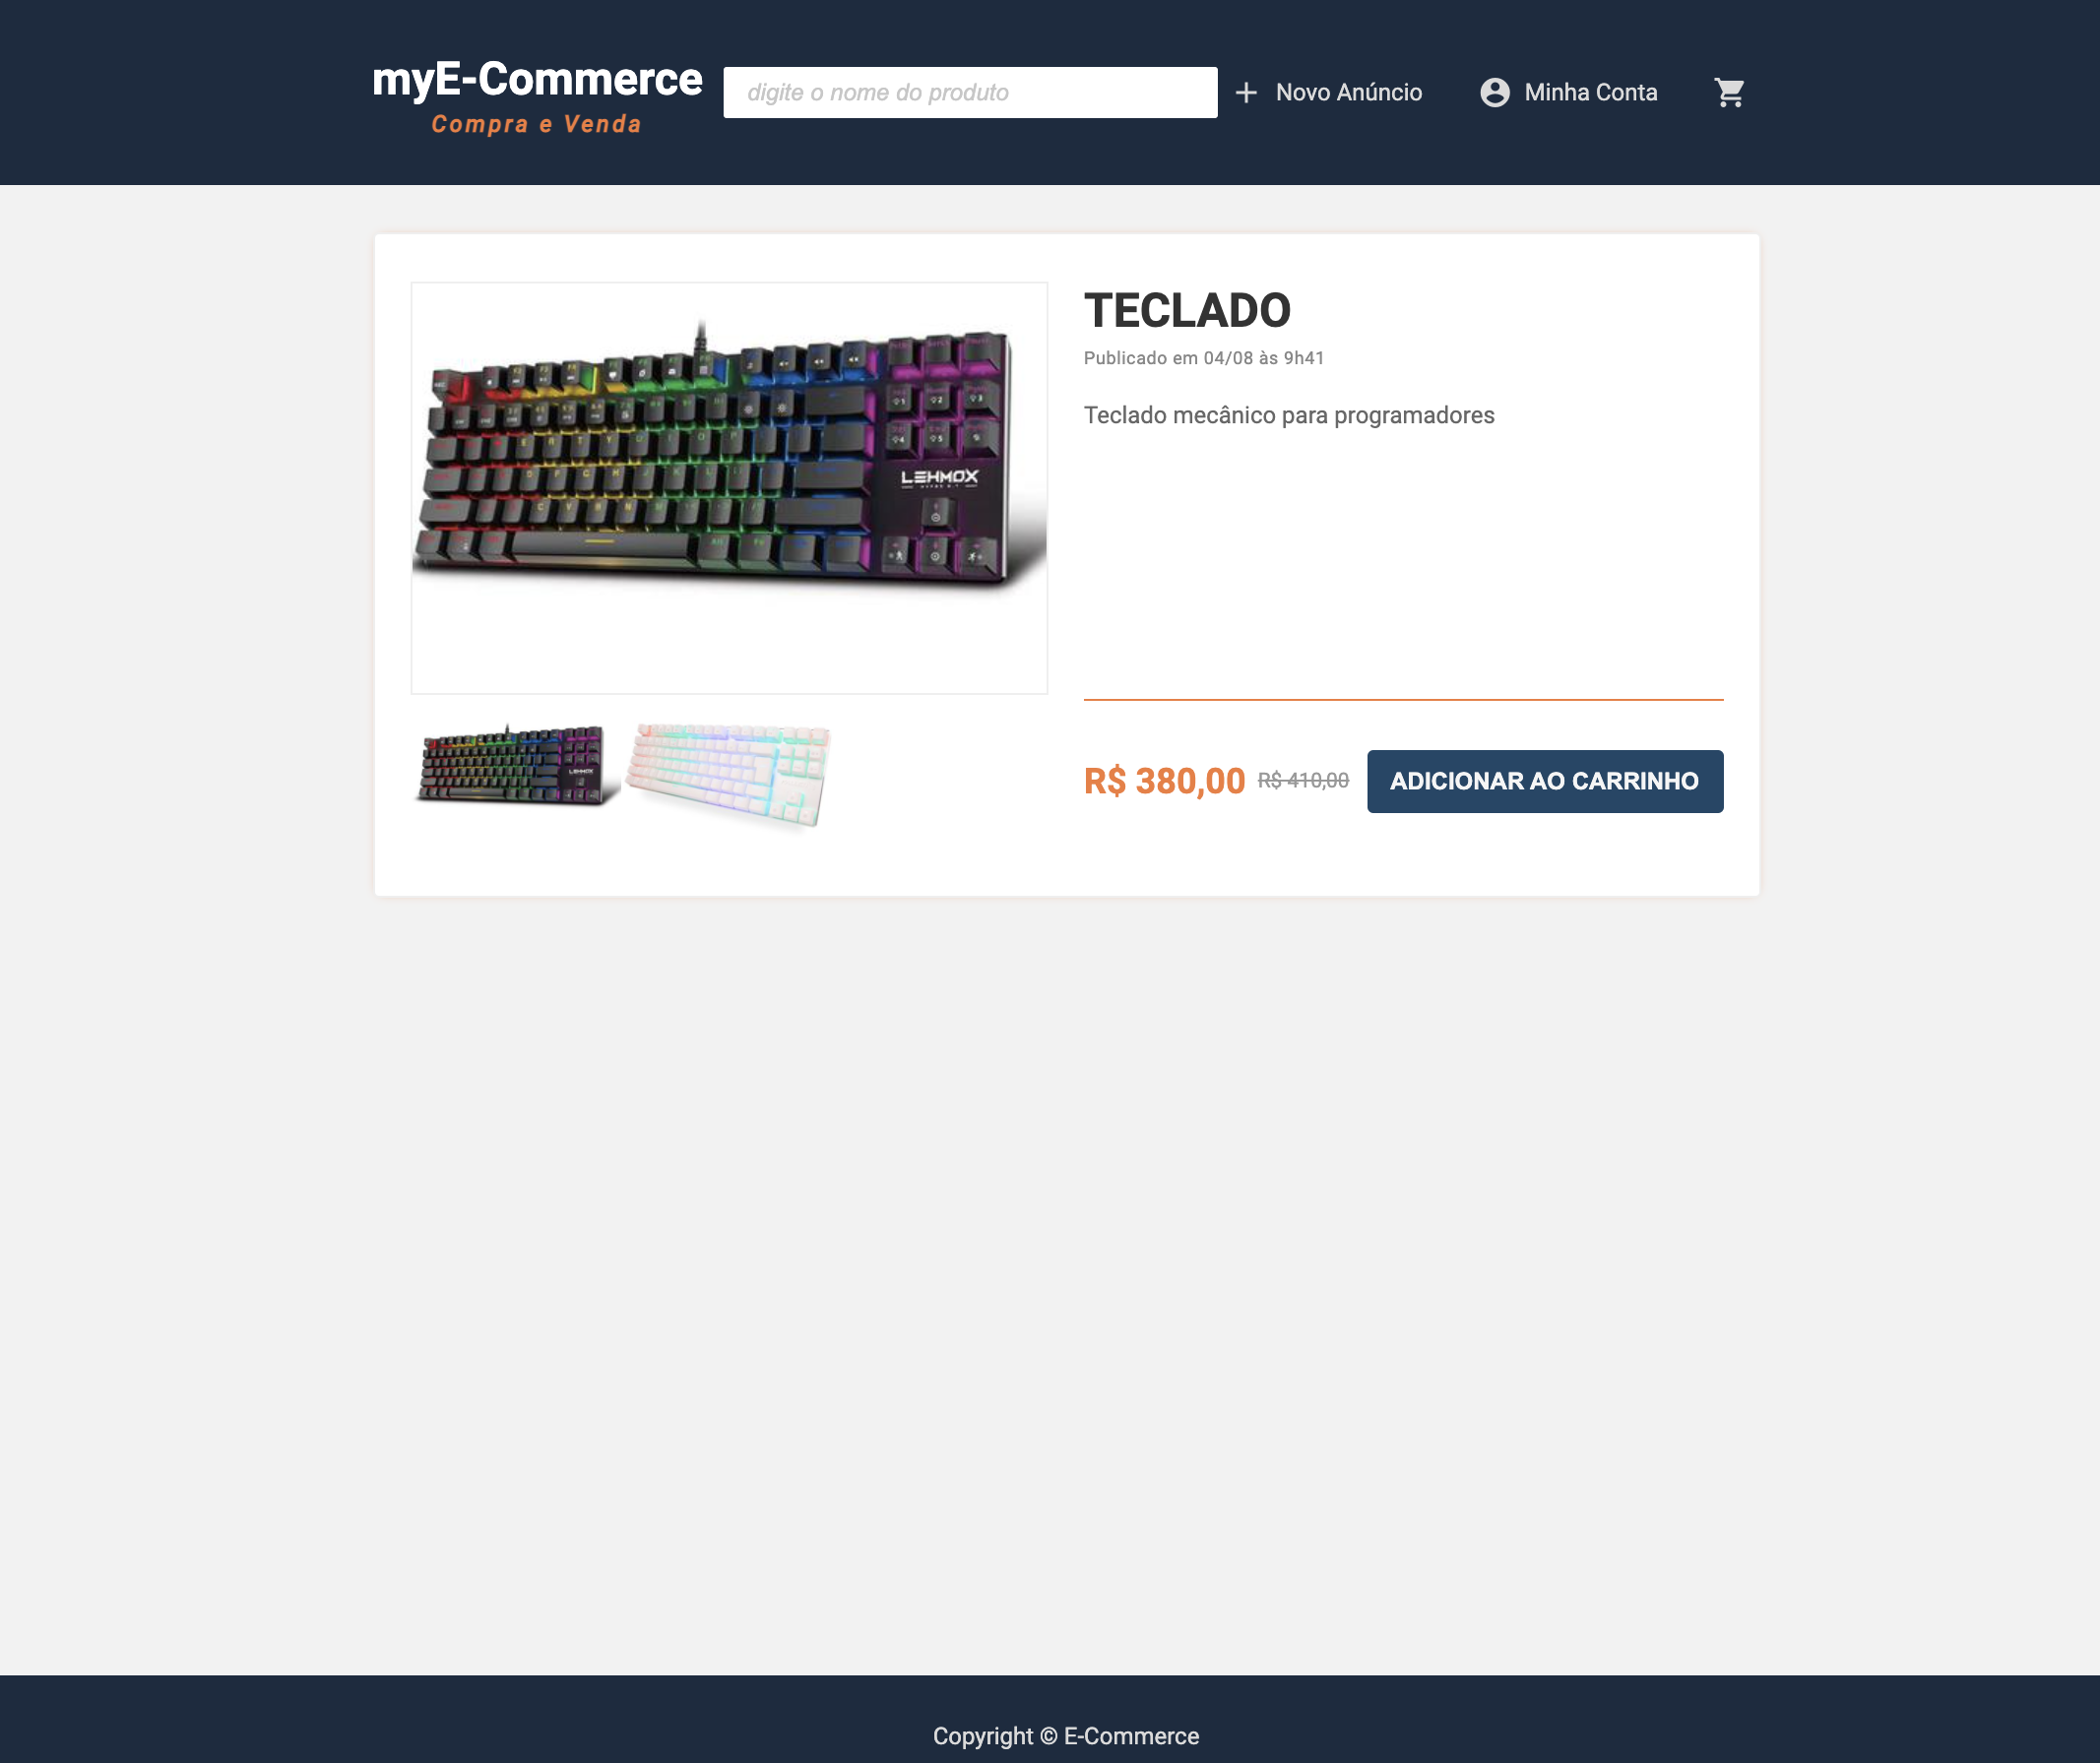 myE-Commerce
Compra e Venda
digite o nome do produto
Novo Anúncio
Minha Conta
LEHMOX
TECLADO
Publicado em 04/08 às 9h41
Teclado mecânico para programadores
R$ 380,00 R$ 410,00 ADICIONAR AO CARRINHO
Copyright © E-Commerce